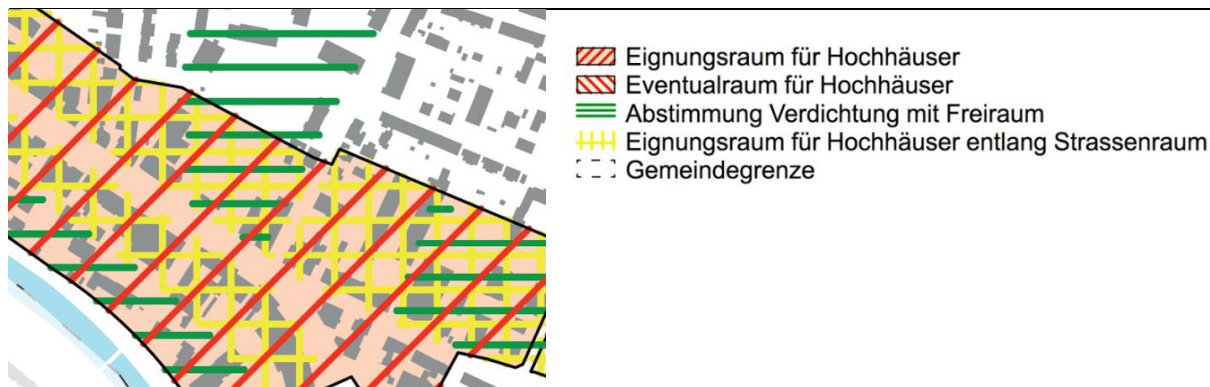 Eignungsraum für Hochhäuser
Eventualraum für Hochhäuser
Abstimmung Verdichtung mit Freiraum
Eignungsraum für Hochhäuser entlang Strassenraum
Gemeindegrenze